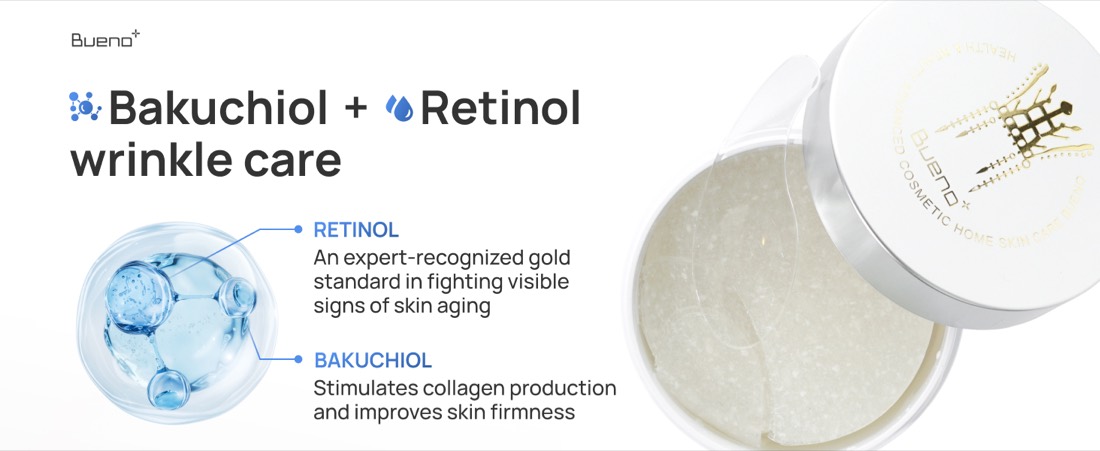 Bueno+
Bakuchiol + Retinol
wrinkle care
RETINOL
An expert-recognized gold
standard in fighting visible
signs of skin aging
BAKUCHIOL
Stimulates collagen production
and improves skin firmness
Bueno+
COSMETIC HOME SKIN CARE
HEALTH &